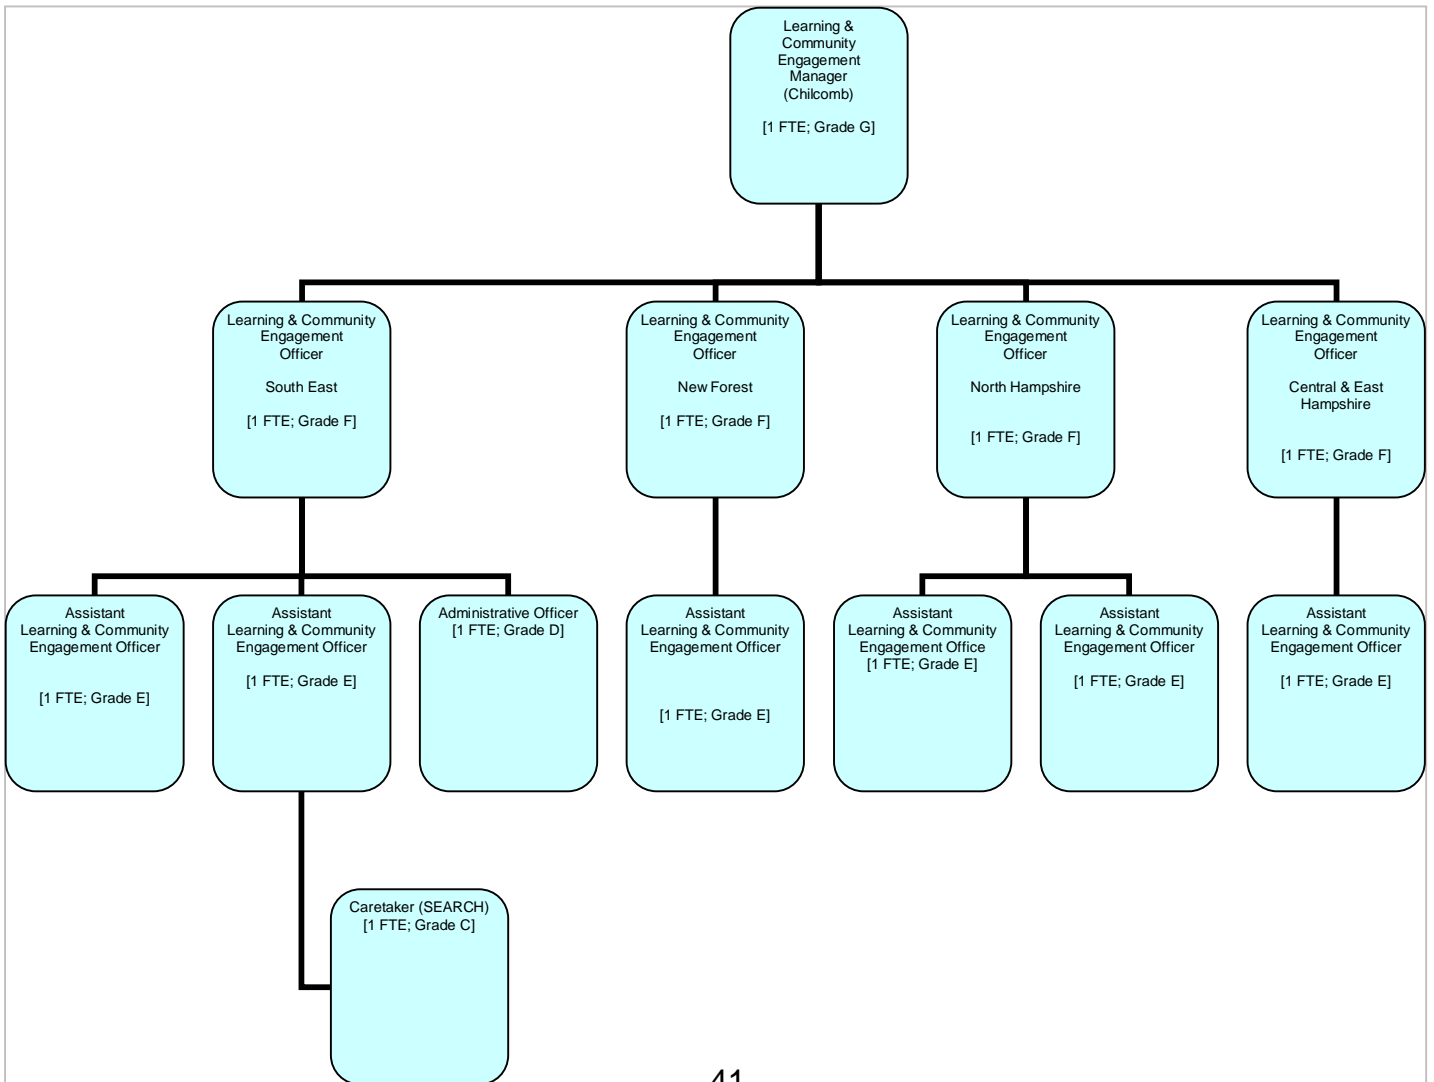 Learning &
Community
Engagement
Manager
(Chilcomb)
[1 FTE; Grade G]
Learning & Community
Engagement
Officer
South East
[1 FTE; Grade F]
Learning & Community
Engagement
Officer
New Forest
[1 FTE; Grade F]
Learning & Community
Engagement
Officer
North Hampshire
[1 FTE; Grade F]
Learning & Community
Engagement
Officer
Central & East
Hampshire
[1 FTE; Grade F]
Assistant
Learning & Community
Engagement Officer
[1 FTE; Grade E]
Assistant
Learning & Community
Engagement Officer
[1 FTE; Grade E]
Administrative Officer
[1 FTE; Grade D]
Assistant
Learning & Community
Engagement Officer
[1 FTE; Grade E]
Assistant
Learning & Community
Engagement Office
[1 FTE; Grade E]
Assistant
Learning & Community
Engagement Officer
[1 FTE; Grade E]
Assistant
Learning & Community
Engagement Officer
[1 FTE; Grade E]
Caretaker (SEARCH)
[1 FTE; Grade C]
41